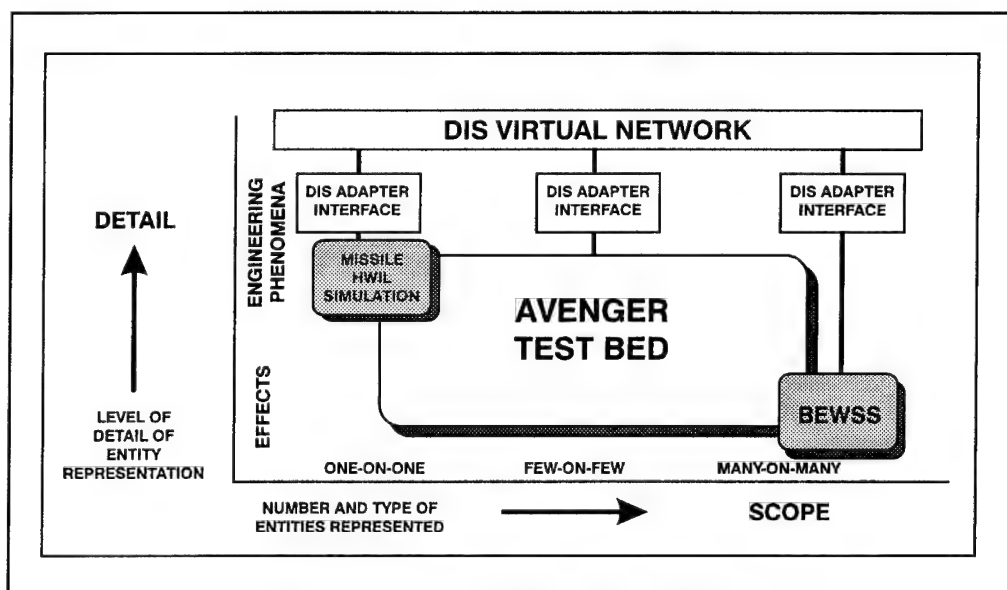 DIS VIRTUAL NETWORK
DIS ADAPTER
INTERFACE
DIS ADAPTER
INTERFACE
DIS ADAPTER
INTERFACE
DETAIL
ENGINEERING
PHENOMENA
MISSILE
HWIL
SIMULATION
AVENGER
TEST BED
LEVEL OF
DETAIL OF
ENTITY
REPRESENTATION
EFFECTS
BEWSS
ONE-ON-ONE
FEW-ON-FEW
MANY-ON-MANY
NUMBER AND TYPE OF
ENTITIES REPRESENTED
SCOPE